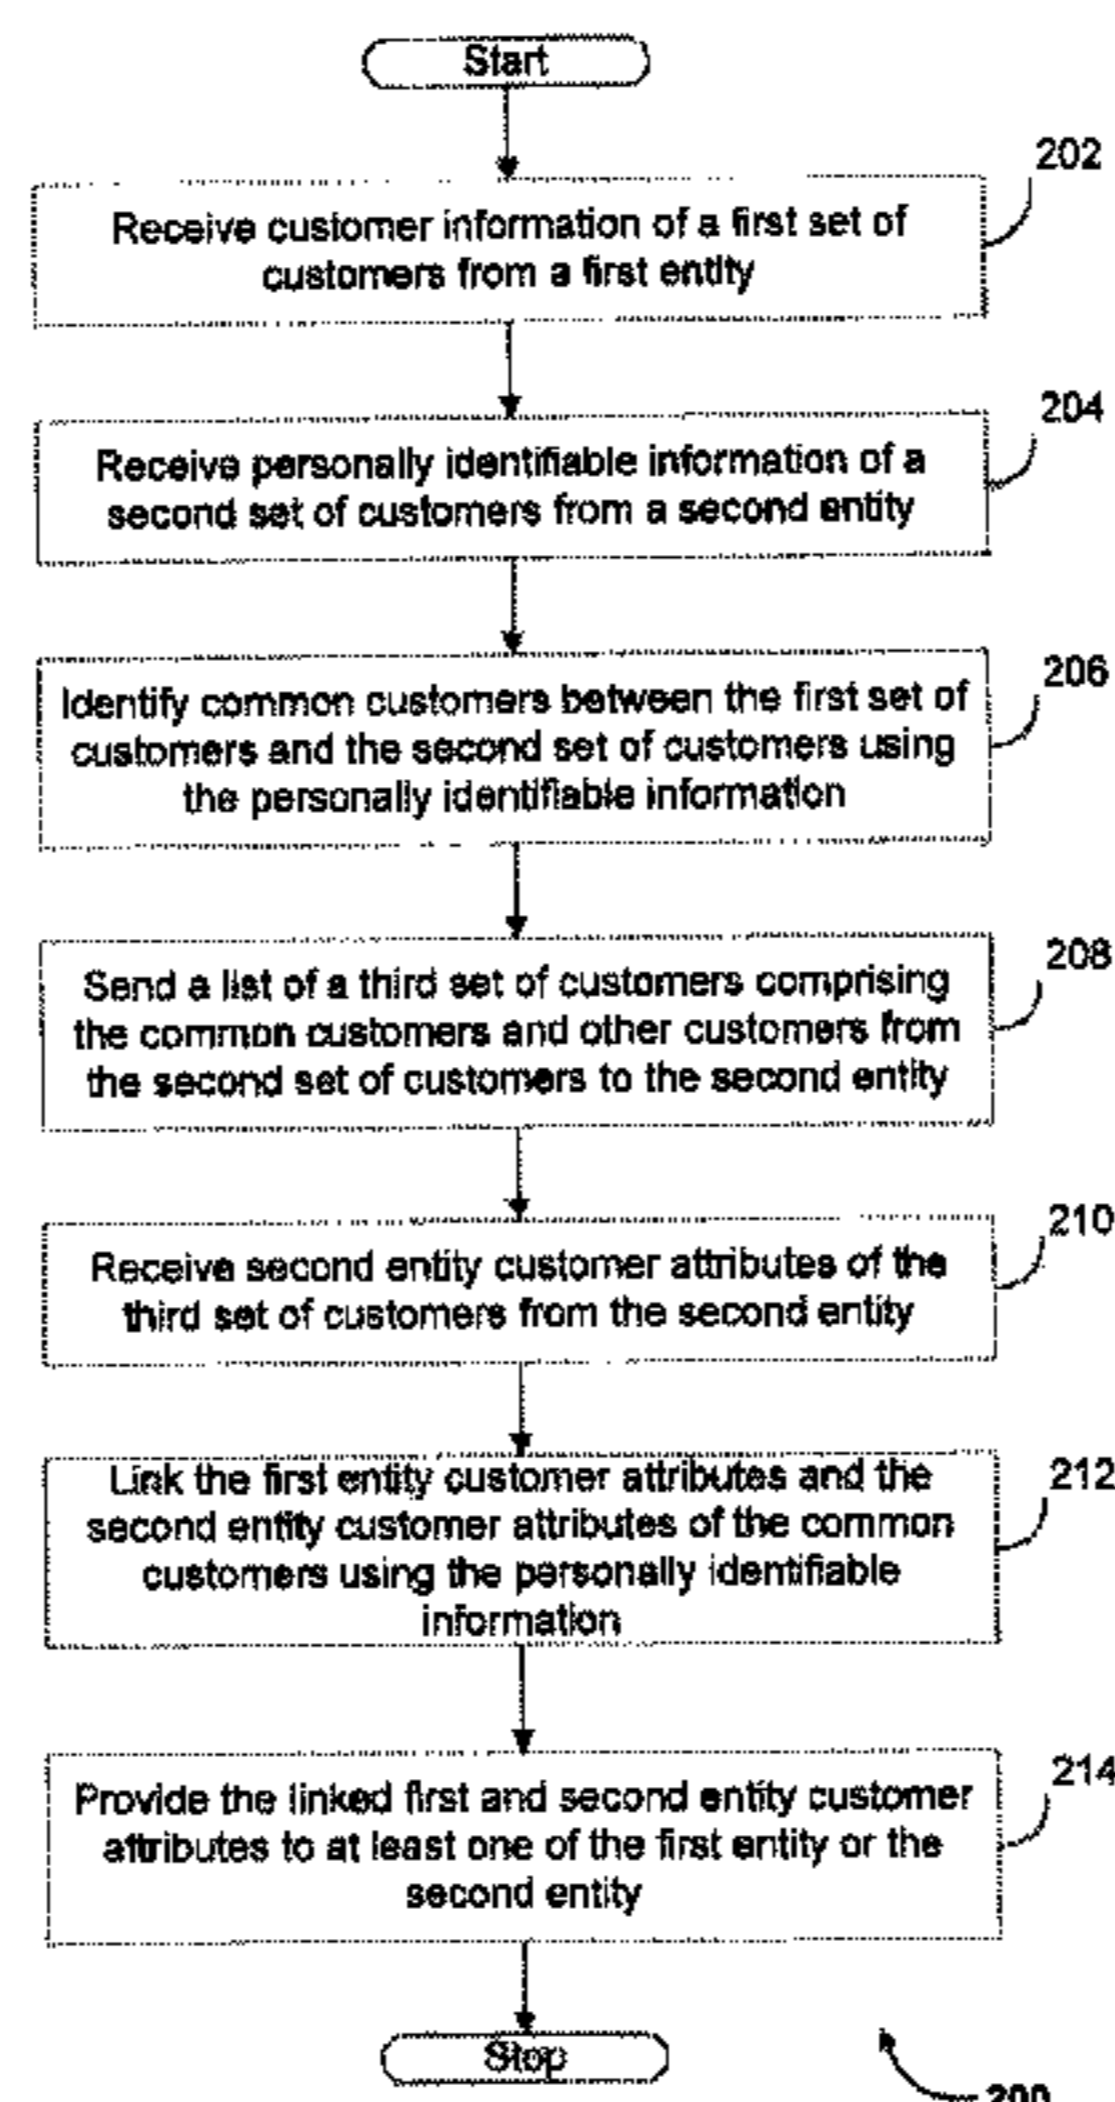 Start
202
Receive customer information of a first set of
customers from a first entity
204
Receive personally identifiable information of a
second set of customers from a second entity
206
Identify common customers between the first set of
customers and the second set of customers using
the personally identifiable information
208
Send a list of a third set of customers comprising
the common customers and other customers from
the second set of customers to the second entity
210
Receive second entity customer attributes of the
third set of customers from the second entity
212
Link the first entity customer attributes and the
second entity customer attributes of the common
customers using the personally identifiable
information
214
Provide the linked first and second entity customer
attributes to at least one of the first entity or the
second entity
Stop
200